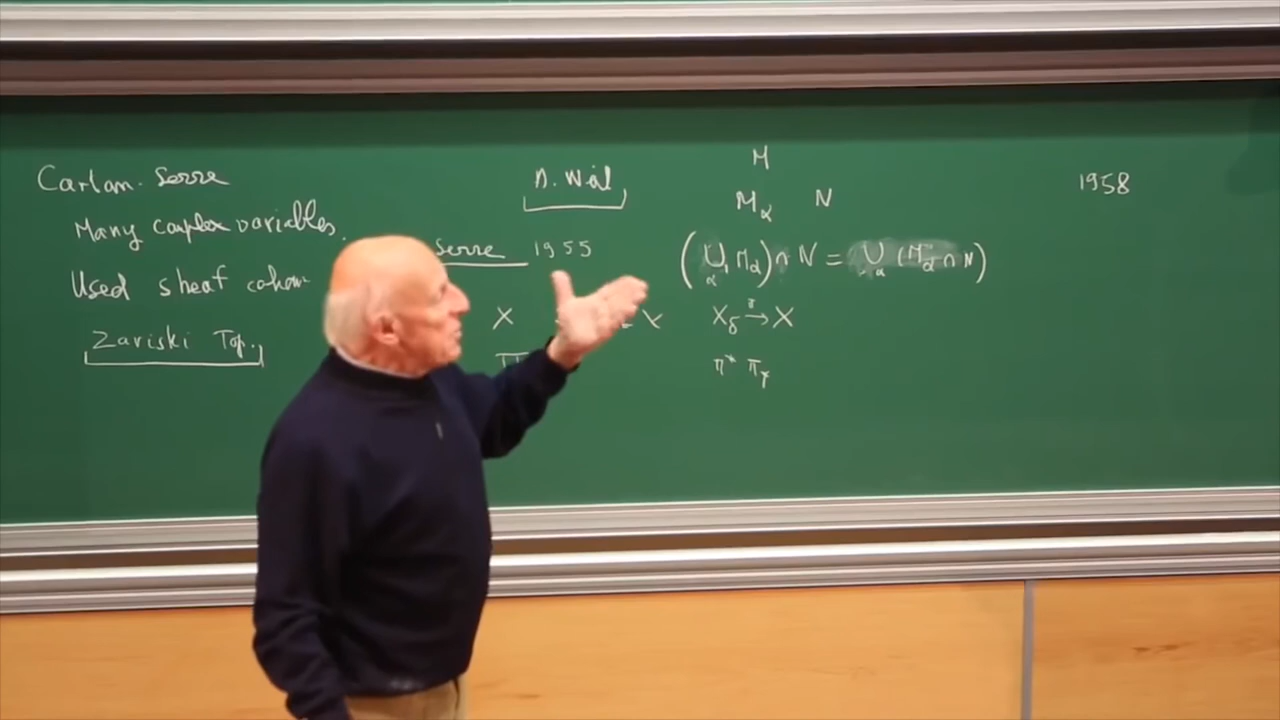 Cartan. Serre
Many complex variables.
Used sheaf cohom
Zariski Top.
A. Weil
Serre 1955
X
X
M
M_α N
(∪_α M_α) ∩ N = ∪_α (M_α ∩ N)
X_δ → X
π* π_*
1958